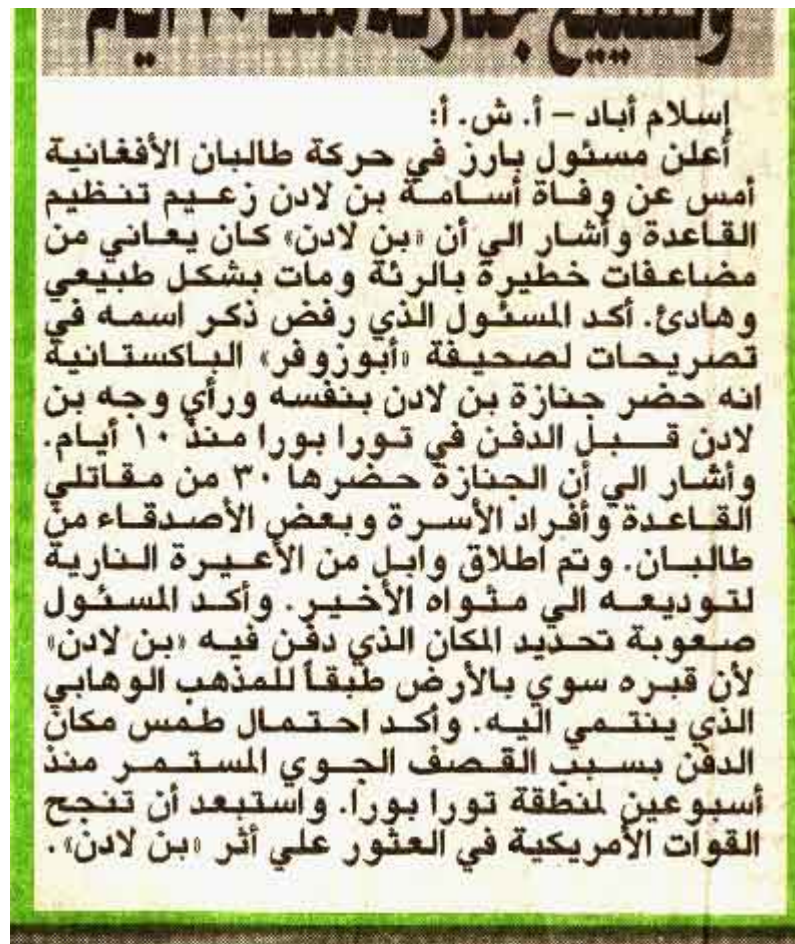 وتشييع جنازته منذ ١٠ أيام
إسلام أباد – أ. ش. أ:
أعلن مسئول بارز في حركة طالبان الأفغانية
أمس عن وفاة أسامة بن لادن زعيم تنظيم
القاعدة وأشار الي أن «بن لادن» كان يعاني من
مضاعفات خطيرة بالرئة ومات بشكل طبيعي
وهادئ. أكد المسئول الذي رفض ذكر اسمه في
تصريحات لصحيفة «أبوزوفر» الباكستانية
انه حضر جنازة بن لادن بنفسه ورأي وجه بن
لادن قبل الدفن في تورا بورا منذ ١٠ أيام.
وأشار الي أن الجنازة حضرها ٣٠ من مقاتلي
القاعدة وأفراد الأسرة وبعض الأصدقاء من
طالبان. وتم اطلاق وابل من الأعيرة النارية
لتوديعه الي مثواه الأخير. وأكد المسئول
صعوبة تحديد المكان الذي دفن فيه «بن لادن»
لأن قبره سوي بالأرض طبقاً للمذهب الوهابي
الذي ينتمي اليه. وأكد احتمال طمس مكان
الدفن بسبب القصف الجوي المستمر منذ
أسبوعين لمنطقة تورا بورا. واستبعد أن تنجح
القوات الأمريكية في العثور علي أثر «بن لادن».